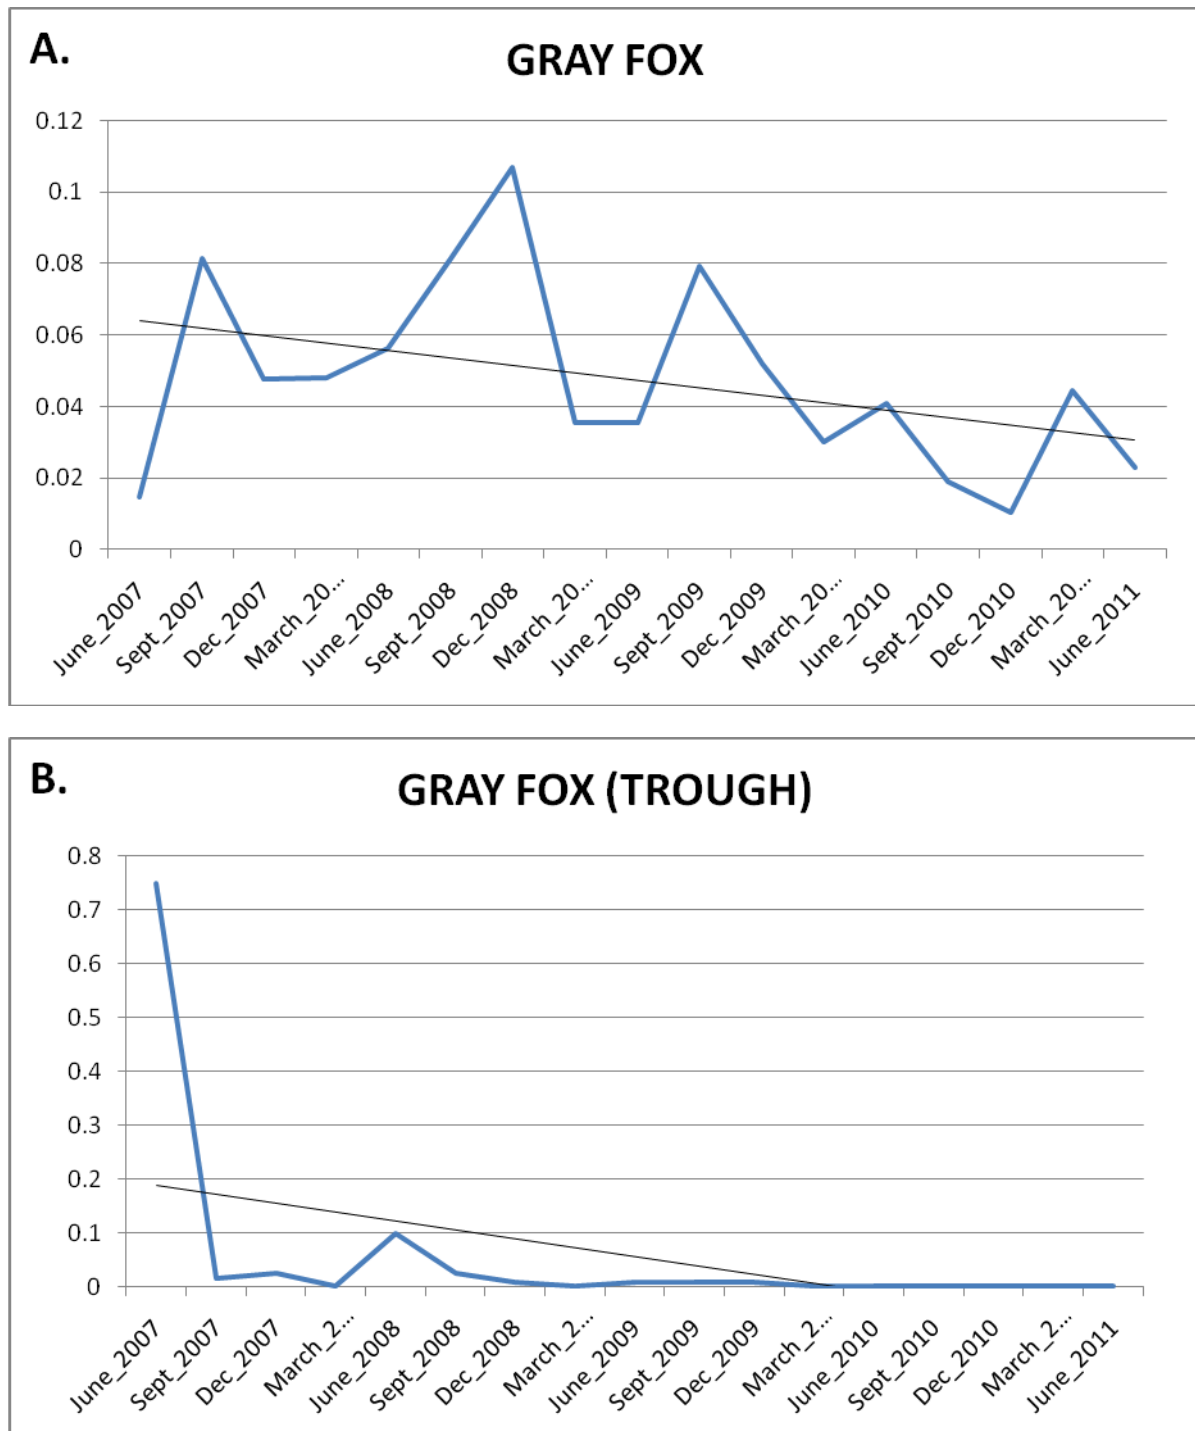 A.
GRAY FOX
0.12
0.1
0.08
0.06
0.04
0.02
0
June_2007
Sept_2007
Dec_2007
March_20...
June_2008
Sept_2008
Dec_2008
March_20...
June_2009
Sept_2009
Dec_2009
March_20...
June_2010
Sept_2010
Dec_2010
March_20...
June_2011
B.
GRAY FOX (TROUGH)
0.8
0.7
0.6
0.5
0.4
0.3
0.2
0.1
0
June_2007
Sept_2007
Dec_2007
March_2...
June_2008
Sept_2008
Dec_2008
March_2...
June_2009
Sept_2009
Dec_2009
March_2...
June_2010
Sept_2010
Dec_2010
March_2...
June_2011